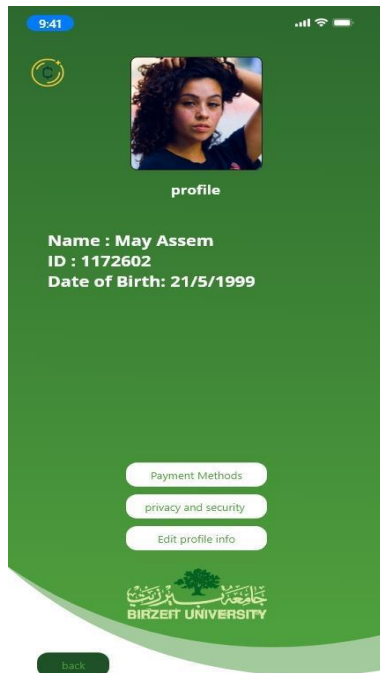 9:41
C
profile
Name : May Assem
ID : 1172602
Date of Birth: 21/5/1999
Payment Methods
privacy and security
Edit profile info
جامعة بيرزيت
BIRZEIT UNIVERSITY
back